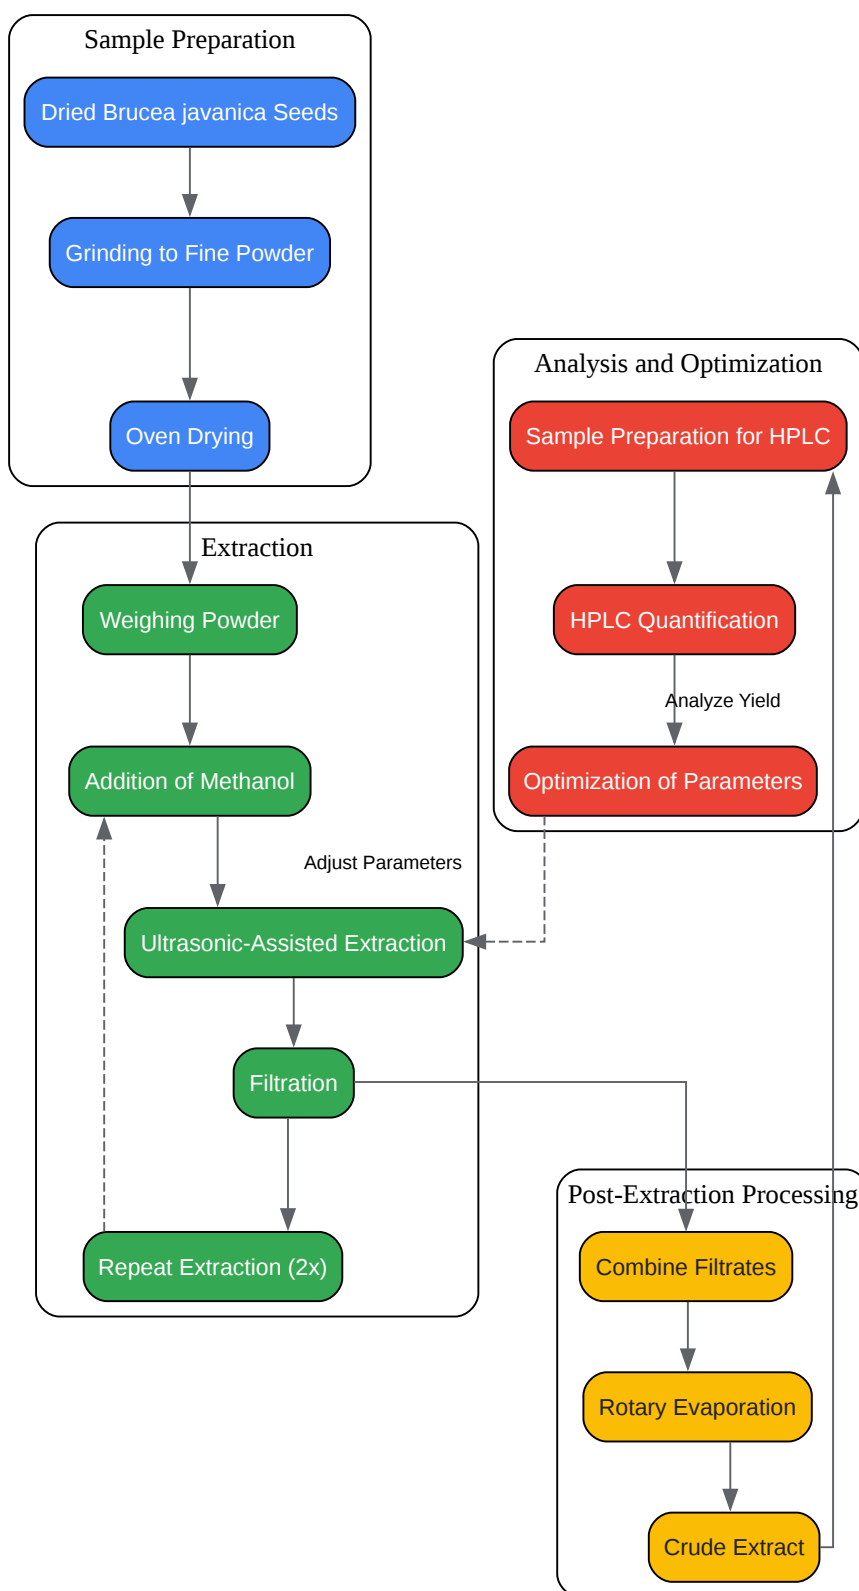 Sample Preparation
Dried Brucea javanica Seeds
Grinding to Fine Powder
Oven Drying
Extraction
Weighing Powder
Addition of Methanol
Adjust Parameters
Ultrasonic-Assisted Extraction
Filtration
Repeat Extraction (2x)
Analysis and Optimization
Sample Preparation for HPLC
HPLC Quantification
Analyze Yield
Optimization of Parameters
Post-Extraction Processing
Combine Filtrates
Rotary Evaporation
Crude Extract